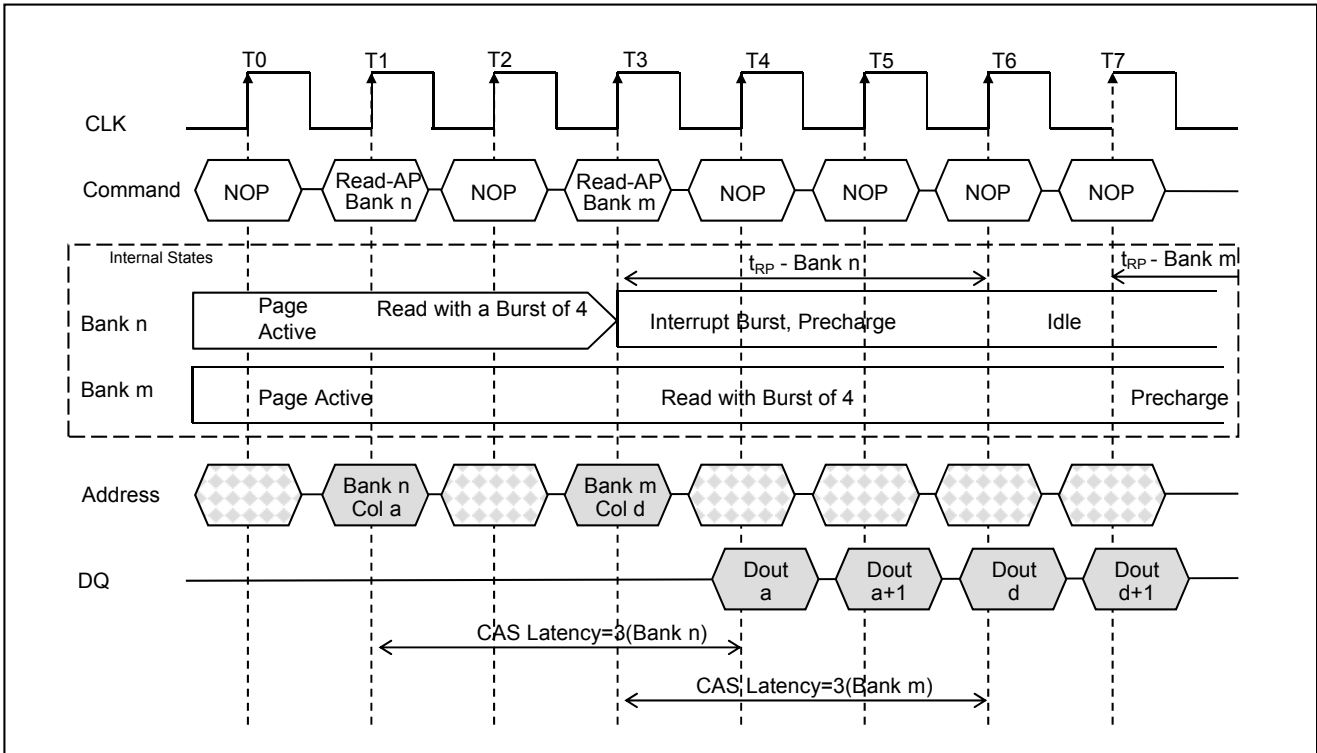 T0 T1 T2 T3 T4 T5 T6 T7
CLK
Command NOP Read-AP Bank n NOP Read-AP Bank m NOP NOP NOP NOP
Internal States
tRP - Bank n tRP - Bank m
Bank n Page Active Read with a Burst of 4 Interrupt Burst, Precharge Idle
Bank m Page Active Read with Burst of 4 Precharge
Address Bank n Col a Bank m Col d
DQ Dout a Dout a+1 Dout d Dout d+1
CAS Latency=3(Bank n)
CAS Latency=3(Bank m)